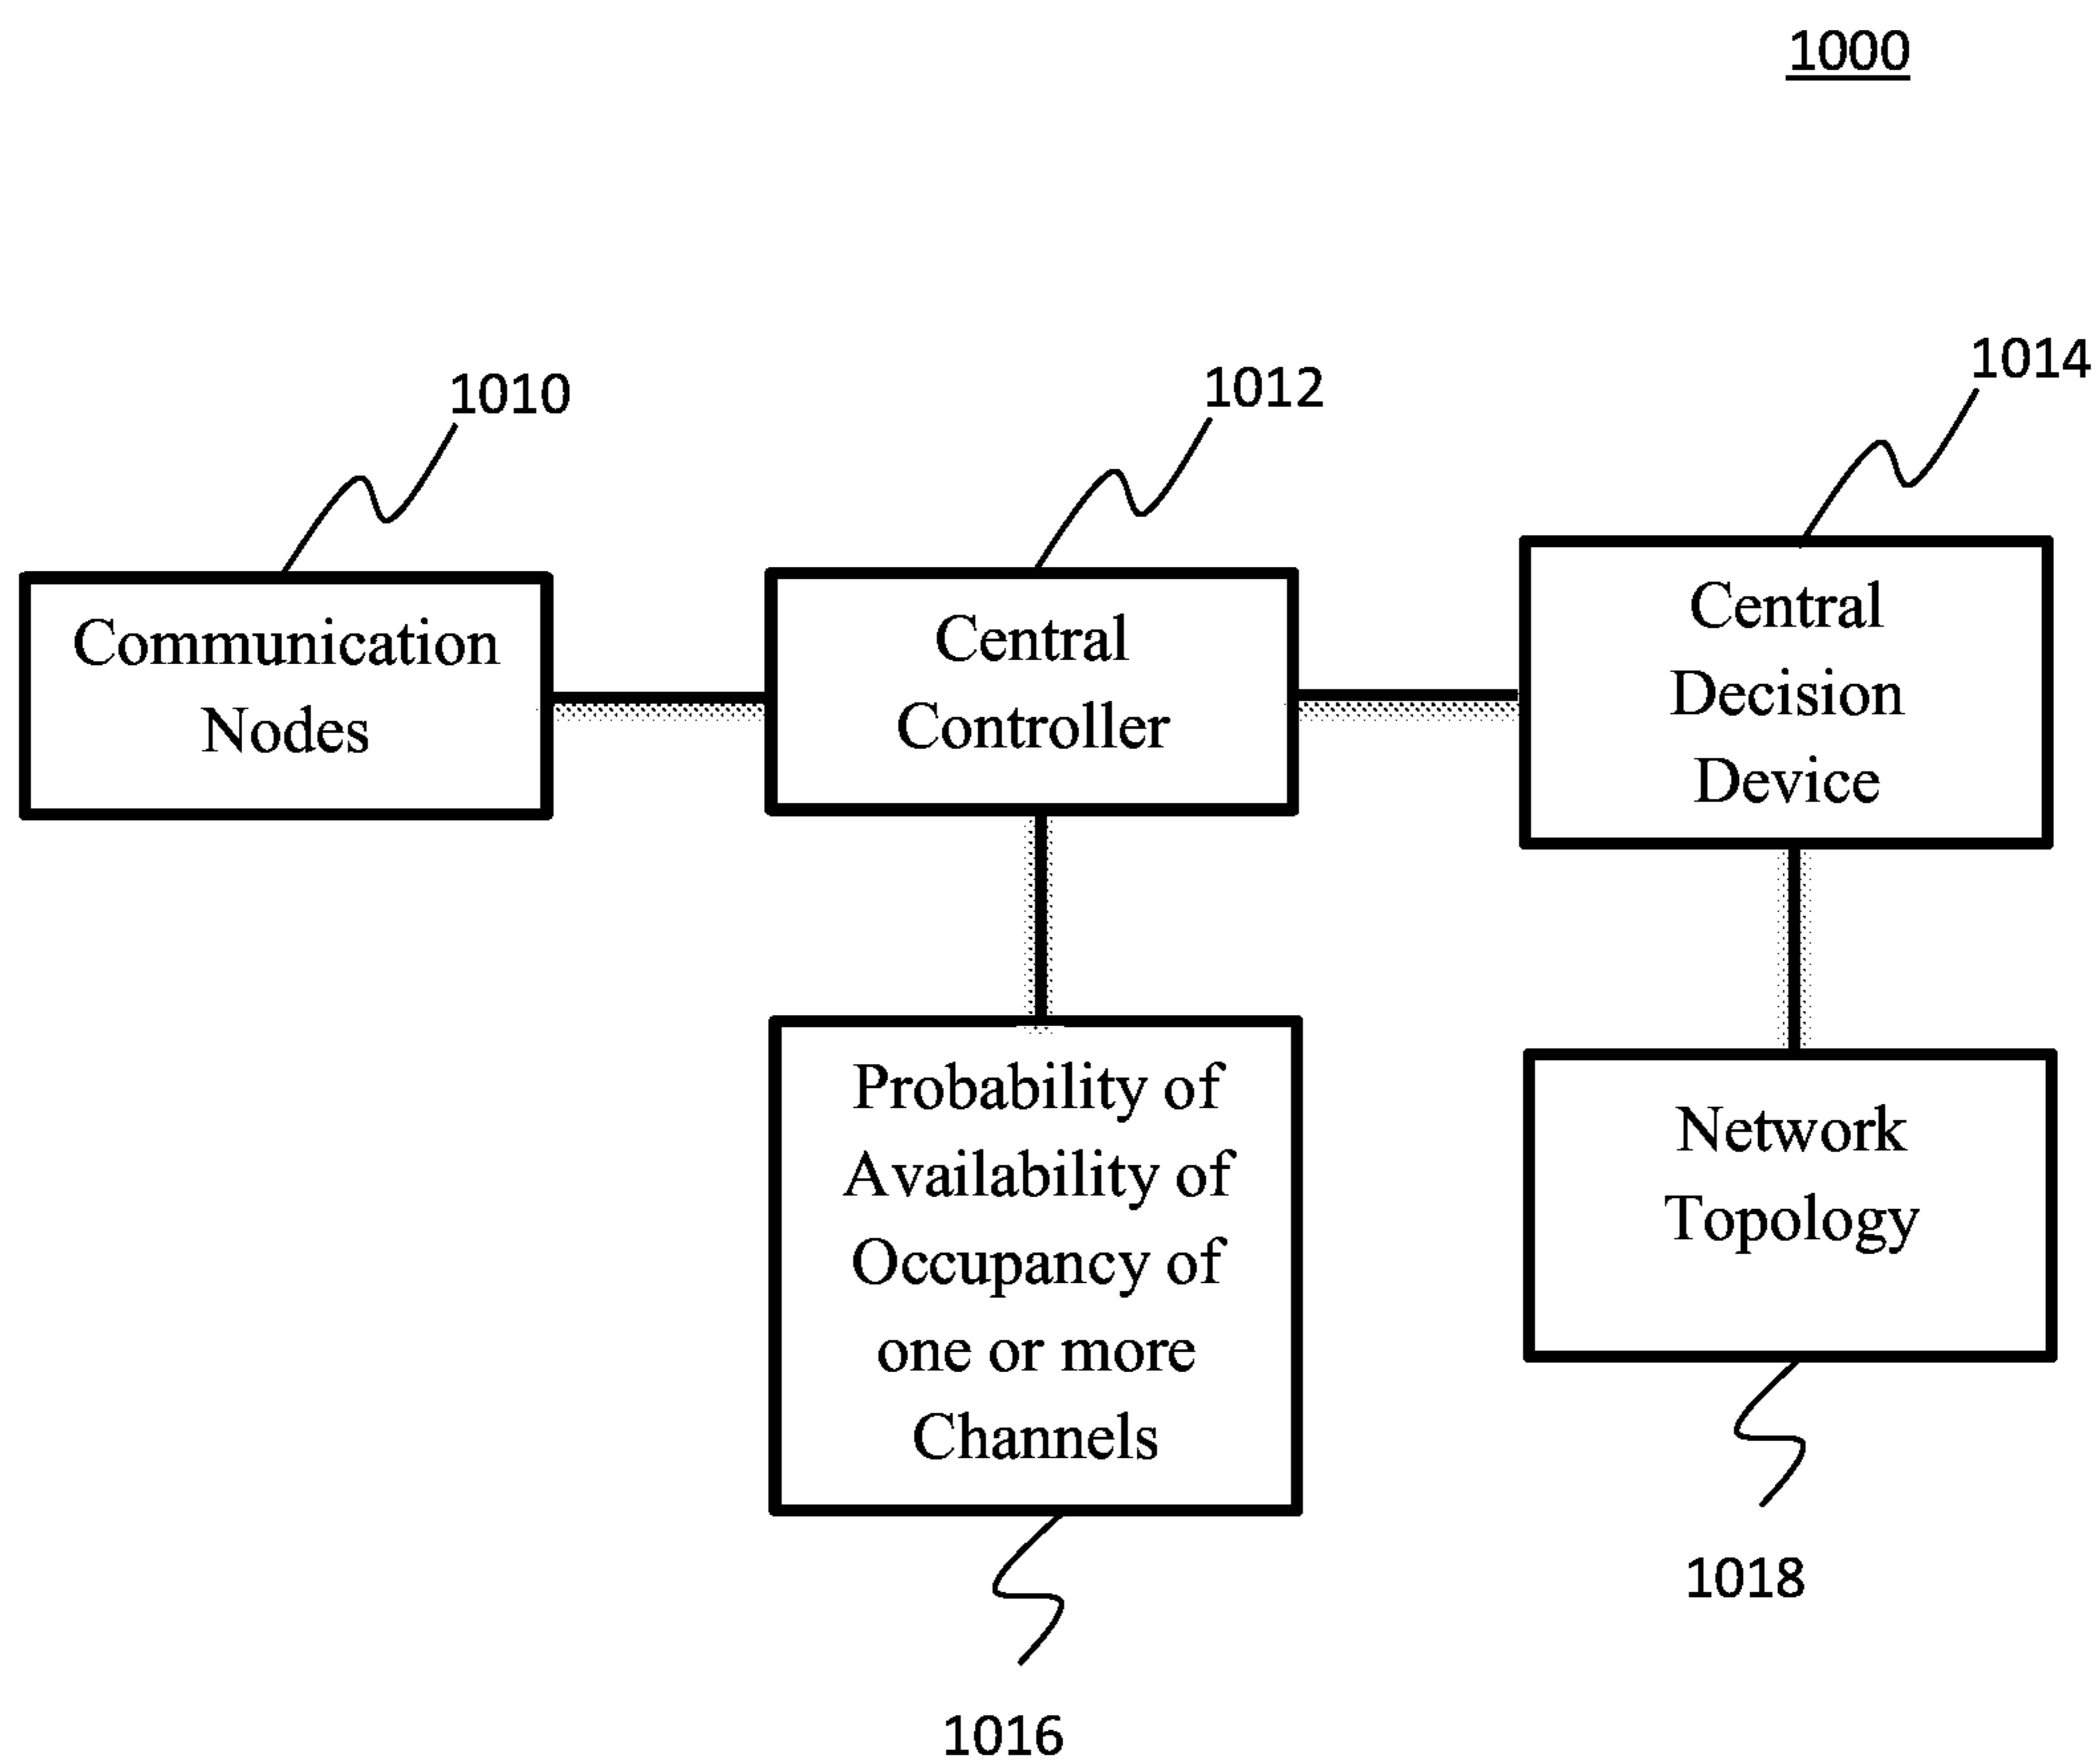 1000
1010
1012
1014
Communication
Nodes
Central
Controller
Central
Decision
Device
Probability of
Availability of
Occupancy of
one or more
Channels
Network
Topology
1016
1018